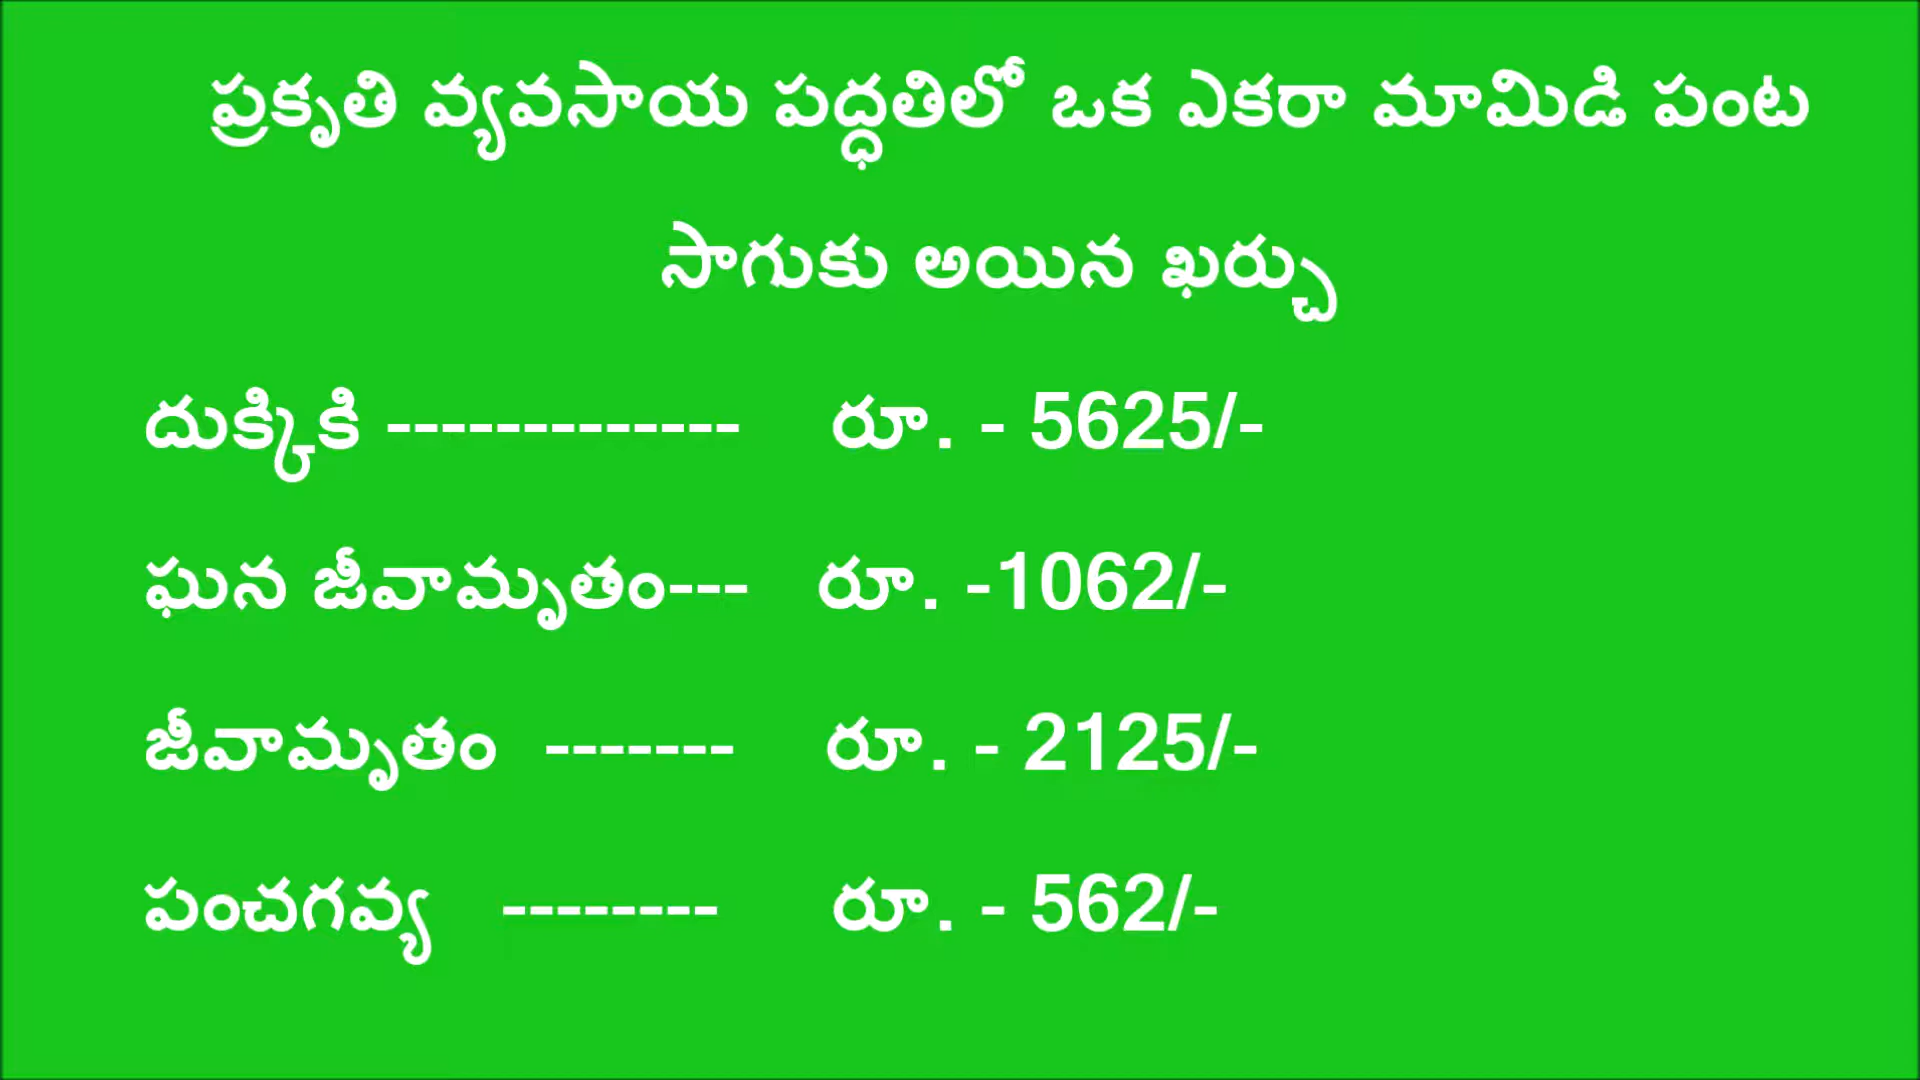 ప్రకృతి వ్యవసాయ పద్ధతిలో ఒక ఎకరా మామిడి పంట
సాగుకు అయిన ఖర్చు
దుక్కికి ------------- రూ. - 5625/-
ఘన జీవామృతం--- రూ. -1062/-
జీవామృతం ------- రూ. - 2125/-
పంచగవ్య -------- రూ. - 562/-